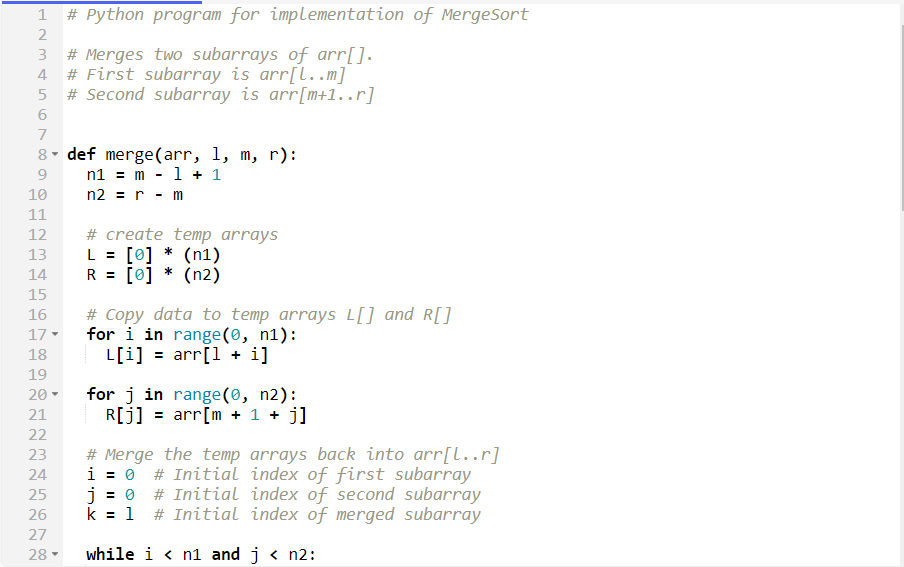 1 # Python program for implementation of MergeSort
2
3 # Merges two subarrays of arr[].
4 # First subarray is arr[l..m]
5 # Second subarray is arr[m+1..r]
6
7
8 def merge(arr, l, m, r):
9   n1 = m - l + 1
10   n2 = r - m
11
12   # create temp arrays
13   L = [0] * (n1)
14   R = [0] * (n2)
15
16   # Copy data to temp arrays L[] and R[]
17   for i in range(0, n1):
18     L[i] = arr[l + i]
19
20   for j in range(0, n2):
21     R[j] = arr[m + 1 + j]
22
23   # Merge the temp arrays back into arr[l..r]
24   i = 0  # Initial index of first subarray
25   j = 0  # Initial index of second subarray
26   k = l  # Initial index of merged subarray
27
28   while i < n1 and j < n2: